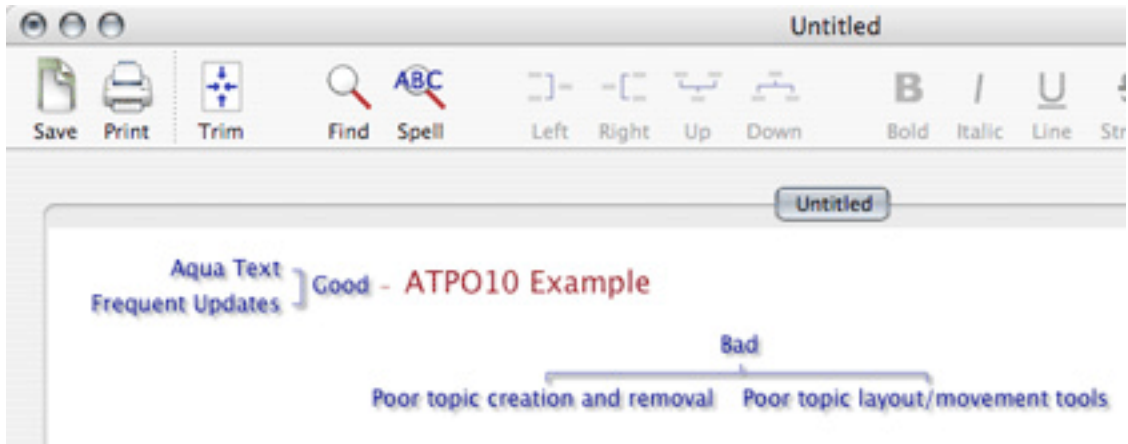 Untitled
ABC
Save Print Trim Find Spell Left Right Up Down Bold Italic Line
B I U
Untitled
Aqua Text
Frequent Updates
Good - ATPO10 Example
Bad
Poor topic creation and removal Poor topic layout/movement tools